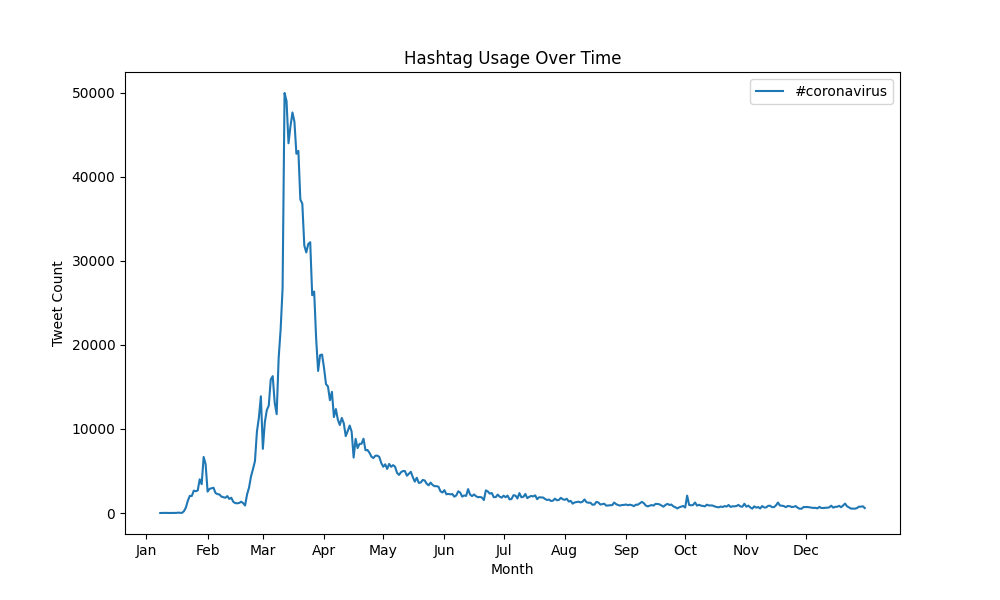 Hashtag Usage Over Time
#coronavirus
Tweet Count
50000
40000
30000
20000
10000
0
Jan Feb Mar Apr May Jun Jul Aug Sep Oct Nov Dec
Month